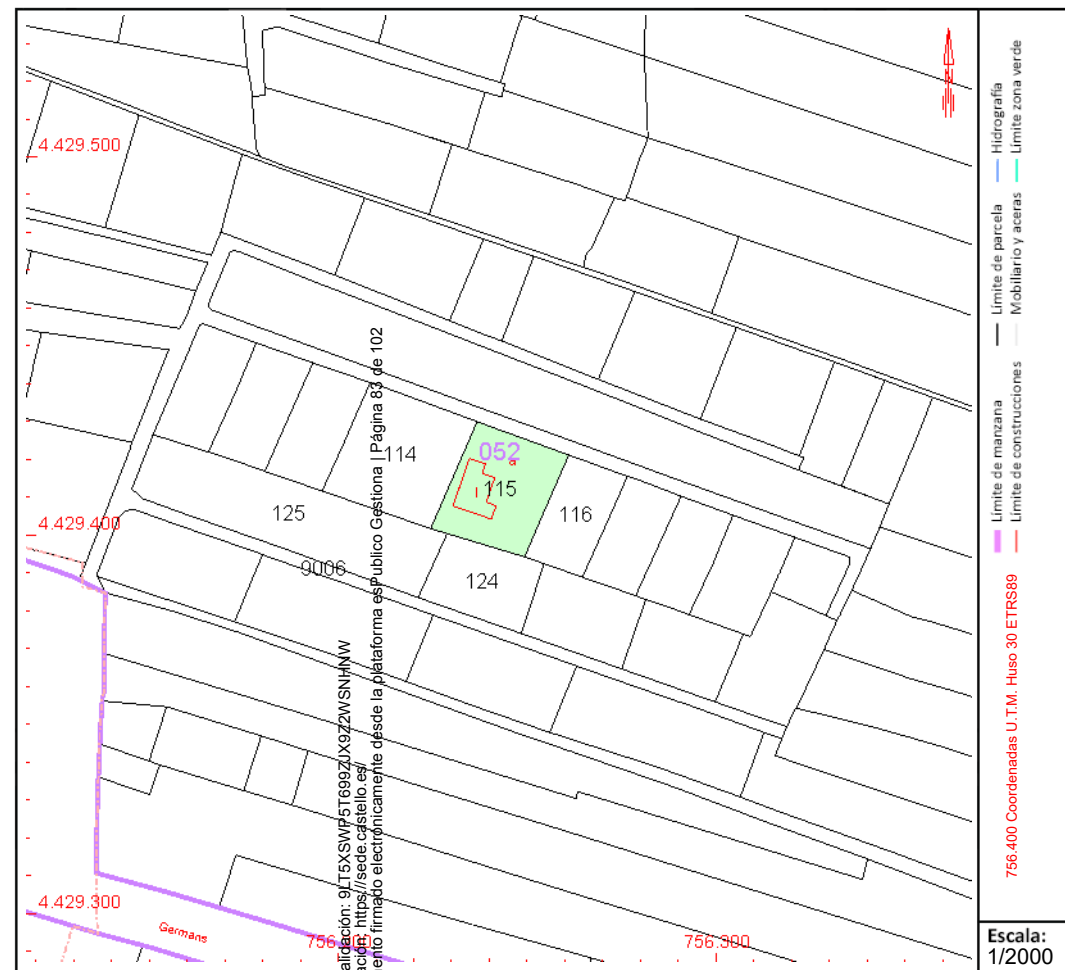 4.429.500
114
052
a
I
115
116
125
4.429.400
9006
124
4.429.300
Germans
756.300
alidación: 9LT5XSWP5T699ZJX9Z2WSNHNW
ación: https://sede.castello.es/
ento firmado electrónicamente desde la plataforma esPublico Gestiona | Página 83 de 102
N
Límite de manzana
Límite de parcela
Hidrografía
Límite de construcciones
Mobiliario y aceras
Límite zona verde
756.400 Coordenadas U.T.M. Huso 30 ETRS89
Escala:
1/2000